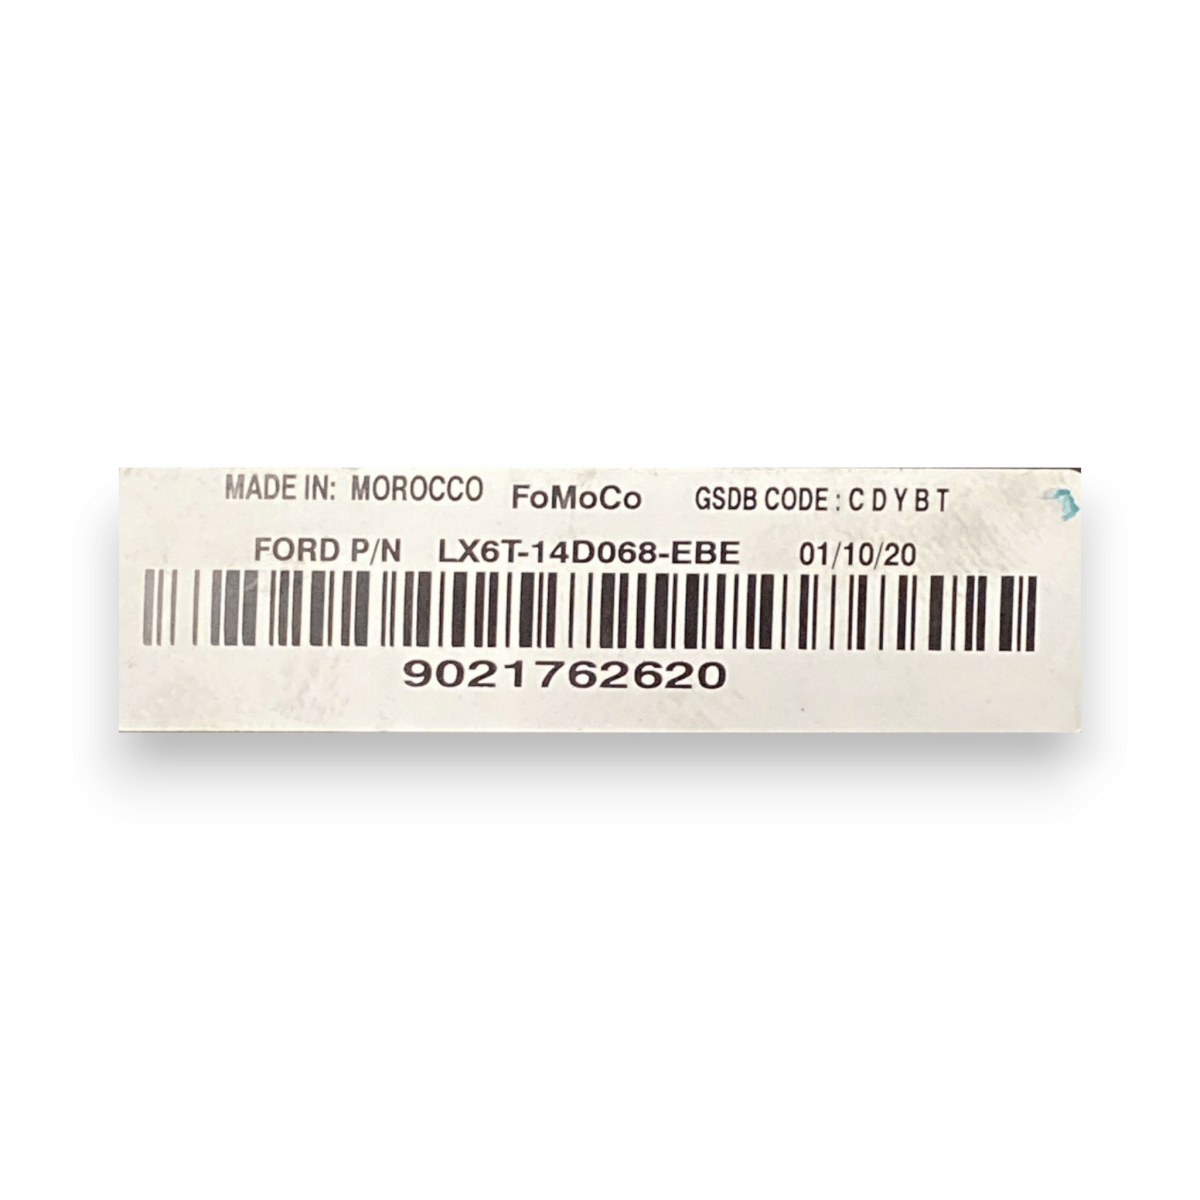 MADE IN: MOROCCO FoMoCo GSDB CODE : C D Y B T
FORD P/N LX6T-14D068-EBE 01/10/20
9021762620